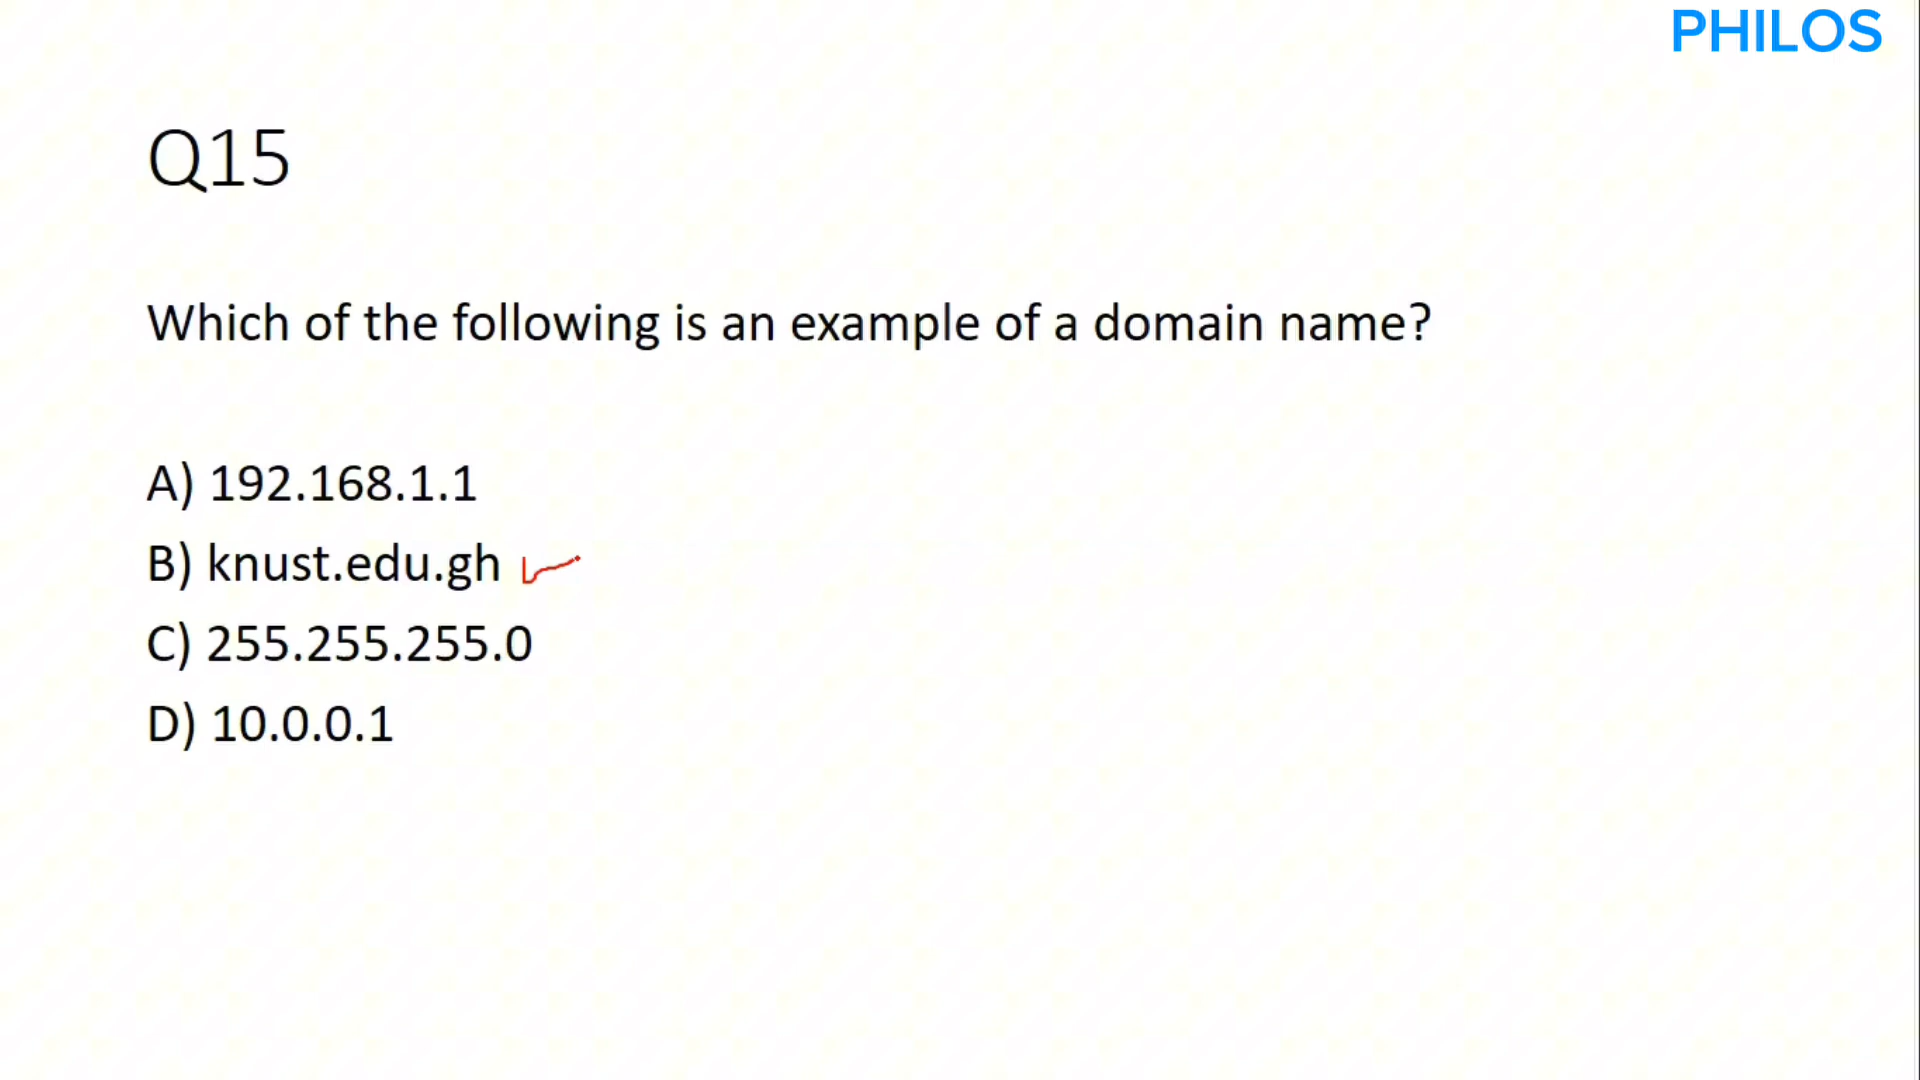 PHILOS
Q15
Which of the following is an example of a domain name?
A) 192.168.1.1
B) knust.edu.gh
C) 255.255.255.0
D) 10.0.0.1